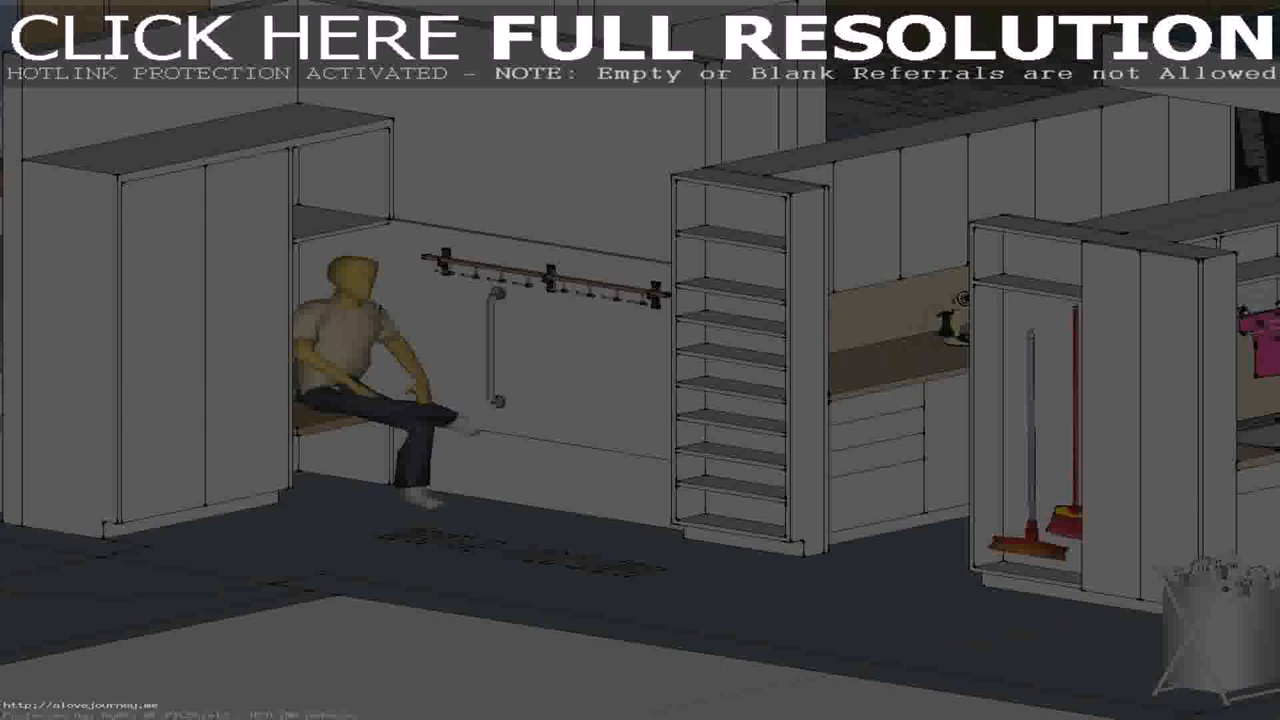 CLICK HERE FULL RESOLUTION
HOTLINK PROTECTION ACTIVATED - NOTE: Empty or Blank Referrals are not Allowed
http://alovejourney.me